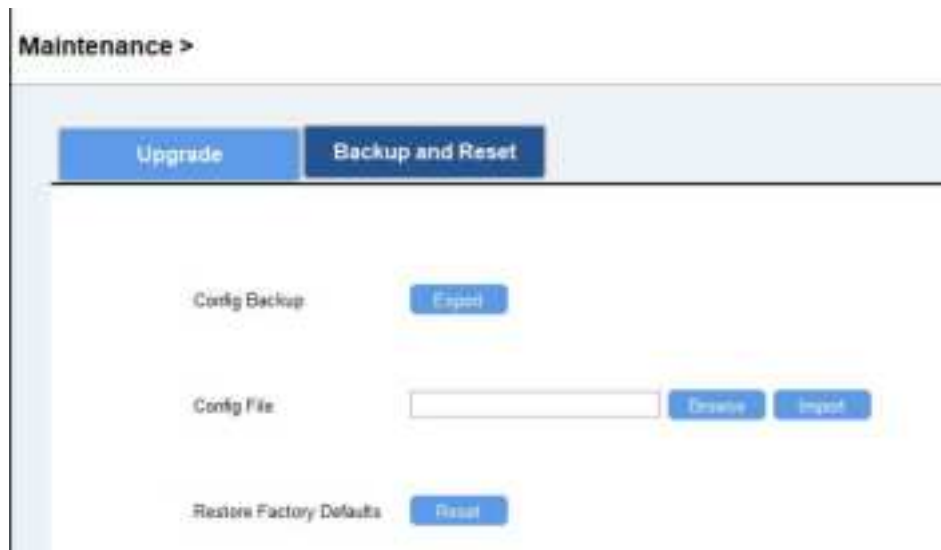 Maintenance >
Upgrade Backup and Reset
Config Backup Export
Config File Browse Import
Restore Factory Defaults Reset